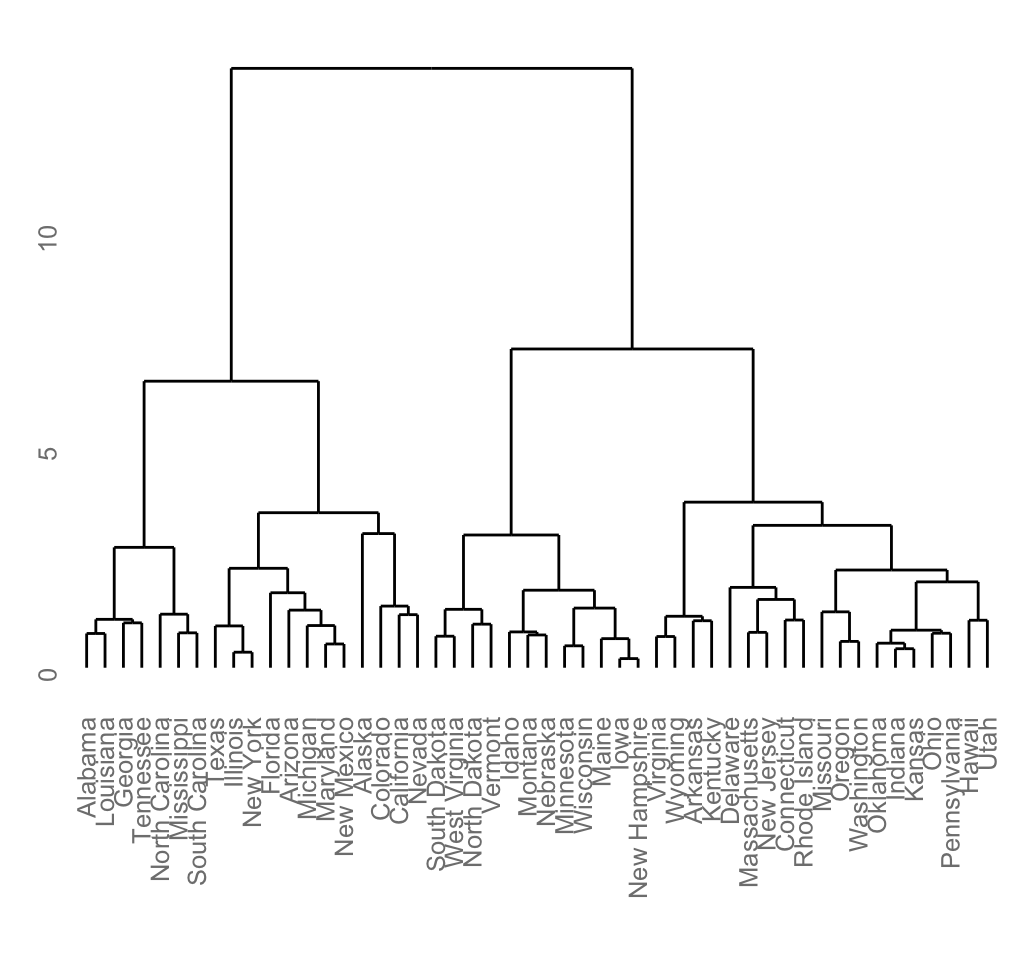 10
5
0
Alabama
Louisiana
Georgia
Tennessee
North Carolina
Mississippi
South Carolina
Texas
Illinois
New York
Florida
Arizona
Michigan
Maryland
New Mexico
Alaska
Colorado
California
Nevada
South Dakota
West Virginia
North Dakota
Vermont
Idaho
Montana
Nebraska
Minnesota
Wisconsin
Maine
Iowa
New Hampshire
Virginia
Wyoming
Arkansas
Kentucky
Delaware
Massachusetts
New Jersey
Connecticut
Rhode Island
Missouri
Oregon
Washington
Oklahoma
Indiana
Kansas
Ohio
Pennsylvania
Hawaii
Utah